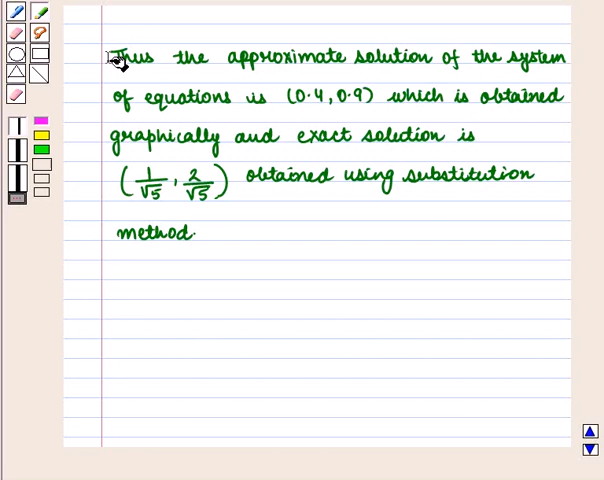 Thus the approximate solution of the system
of equations is (0.4, 0.9) which is obtained
graphically and exact solution is
(1/√5, 2/√5) obtained using substitution
method.